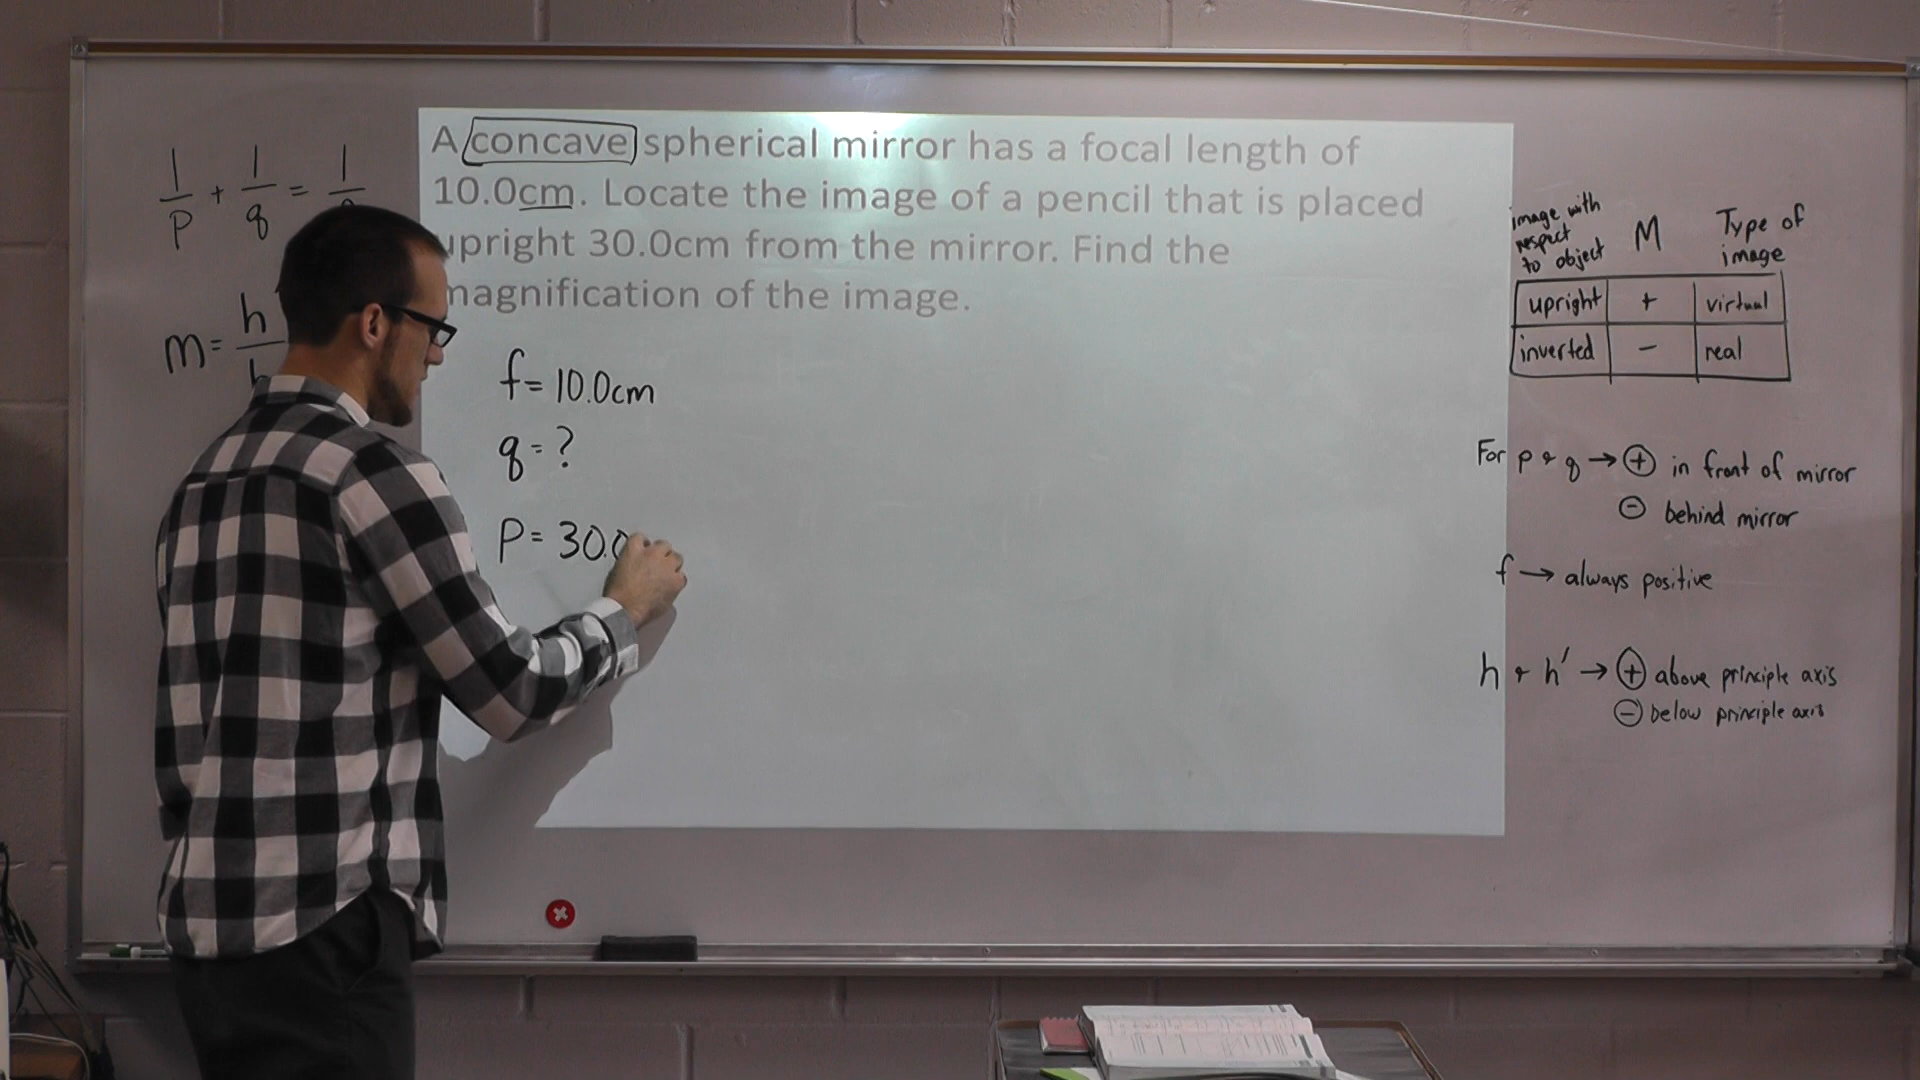 1/p + 1/q = 1/
m = h/
A concave spherical mirror has a focal length of
10.0cm. Locate the image of a pencil that is placed
upright 30.0cm from the mirror. Find the
magnification of the image.
f = 10.0cm
q = ?
P = 30.0
image with
respect
to object
M
Type of
image
upright + virtual
inverted - real
For p & q → + in front of mirror
- behind mirror
f → always positive
h & h' → + above principle axis
- below principle axis